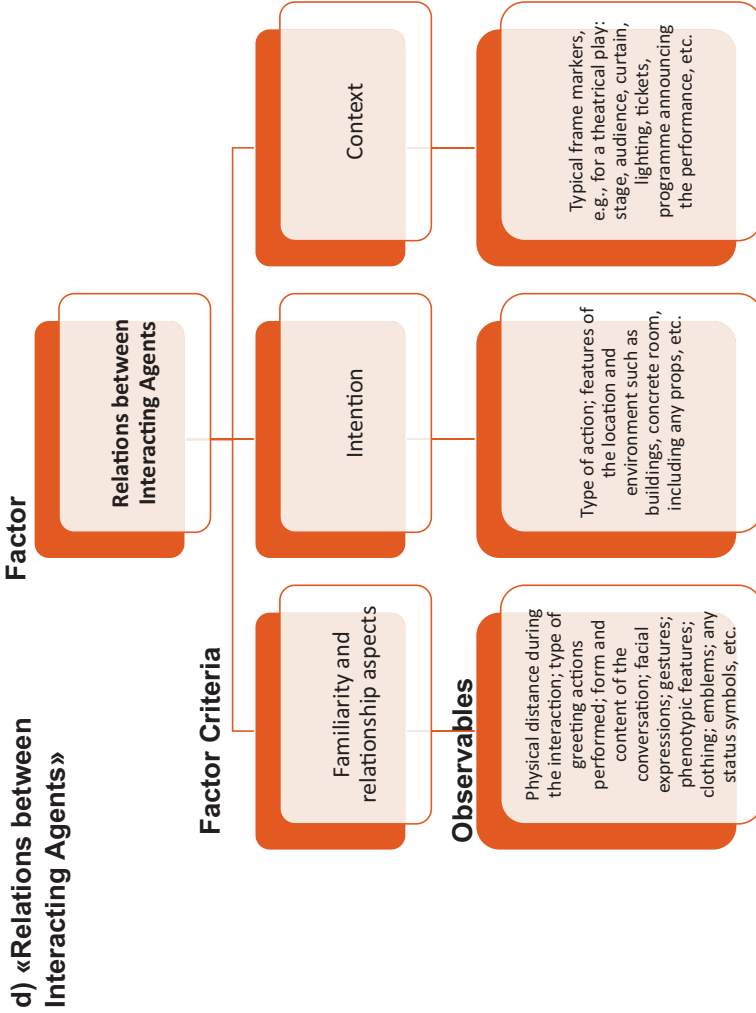 d) «Relations between
Interacting Agents»
Factor
Relations between
Interacting Agents
Factor Criteria
Familiarity and
relationship aspects
Intention
Context
Observables
Physical distance during
the interaction; type of
greeting actions
performed; form and
content of the
conversation; facial
expressions; gestures;
phenotypic features;
clothing; emblems; any
status symbols, etc.
Type of action; features of
the location and
environment such as
buildings, concrete room,
including any props, etc.
Typical frame markers,
e.g., for a theatrical play:
stage, audience, curtain,
lighting, tickets,
programme announcing
the performance, etc.